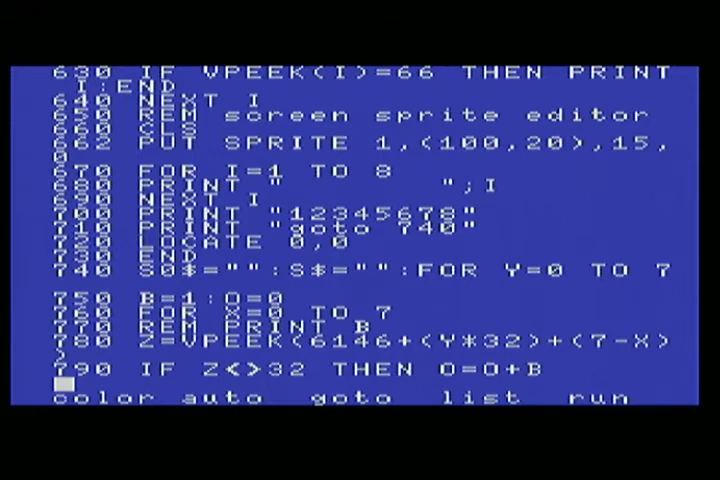 630 IF VPEEK(I)=66 THEN PRINT
I:END
640 NEXT I
650 REM screen sprite editor
660 CLS
662 PUT SPRITE 1,(100,20),15,
0
670 FOR I=1 TO 8
680 PRINT "        ";I
690 NEXT I
700 PRINT "12345678"
710 PRINT "goto 740"
720 LOCATE 0,0
730 END
740 S0$="":S$="":FOR Y=0 TO 7
750 B=1:O=0
760 FOR X=0 TO 7
770 REM PRINT B
780 Z=VPEEK(6146+(Y*32)+(7-X)
)
790 IF Z<>32 THEN O=O+B
color auto goto list run